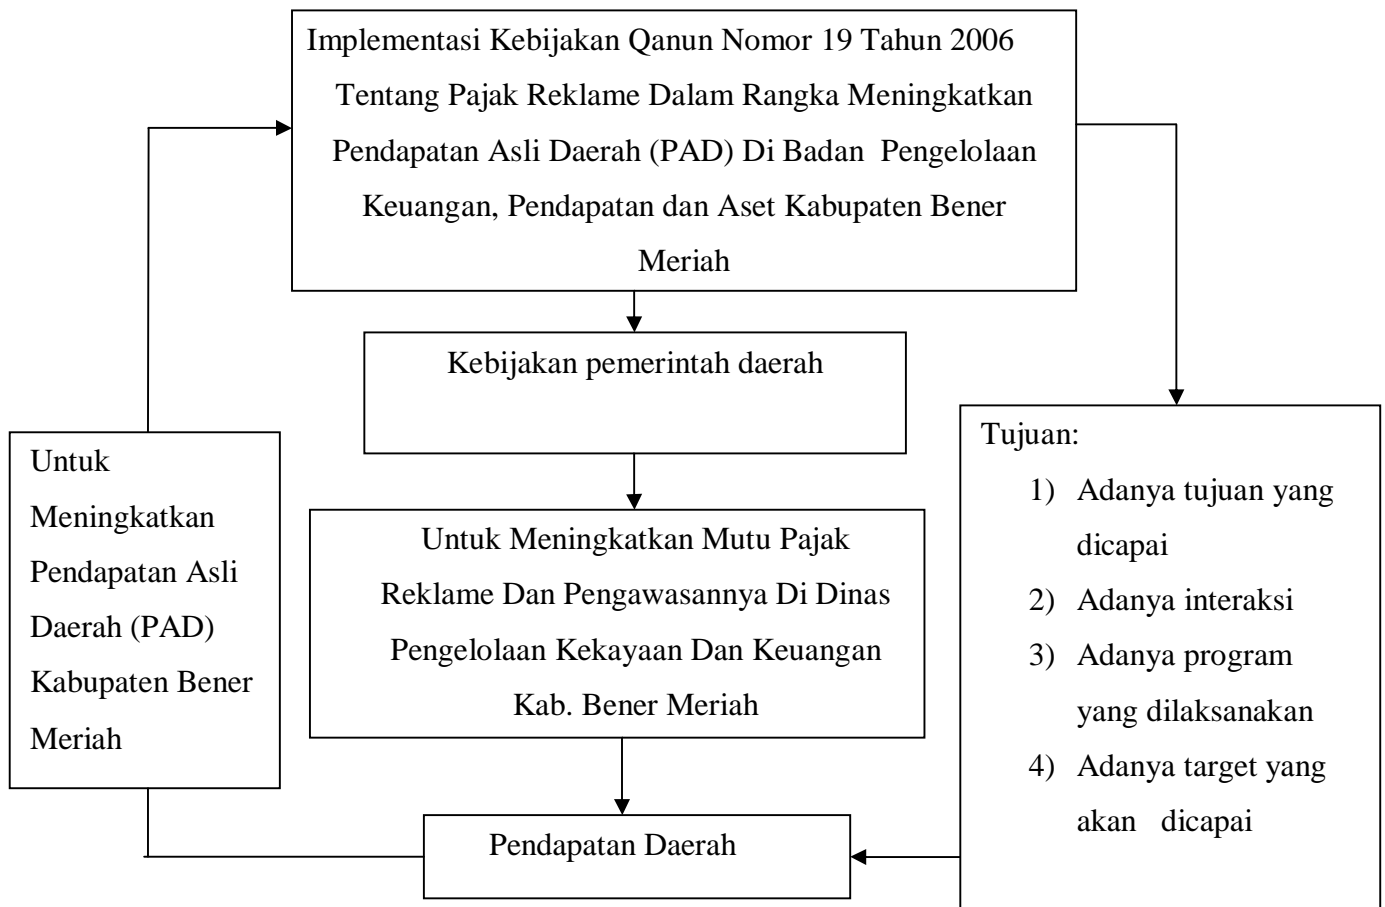 Implementasi Kebijakan Qanun Nomor 19 Tahun 2006
Tentang Pajak Reklame Dalam Rangka Meningkatkan
Pendapatan Asli Daerah (PAD) Di Badan Pengelolaan
Keuangan, Pendapatan dan Aset Kabupaten Bener
Meriah
Kebijakan pemerintah daerah
Untuk
Meningkatkan
Pendapatan Asli
Daerah (PAD)
Kabupaten Bener
Meriah
Untuk Meningkatkan Mutu Pajak
Reklame Dan Pengawasannya Di Dinas
Pengelolaan Kekayaan Dan Keuangan
Kab. Bener Meriah
Tujuan:
1) Adanya tujuan yang
dicapai
2) Adanya interaksi
3) Adanya program
yang dilaksanakan
4) Adanya target yang
akan dicapai
Pendapatan Daerah